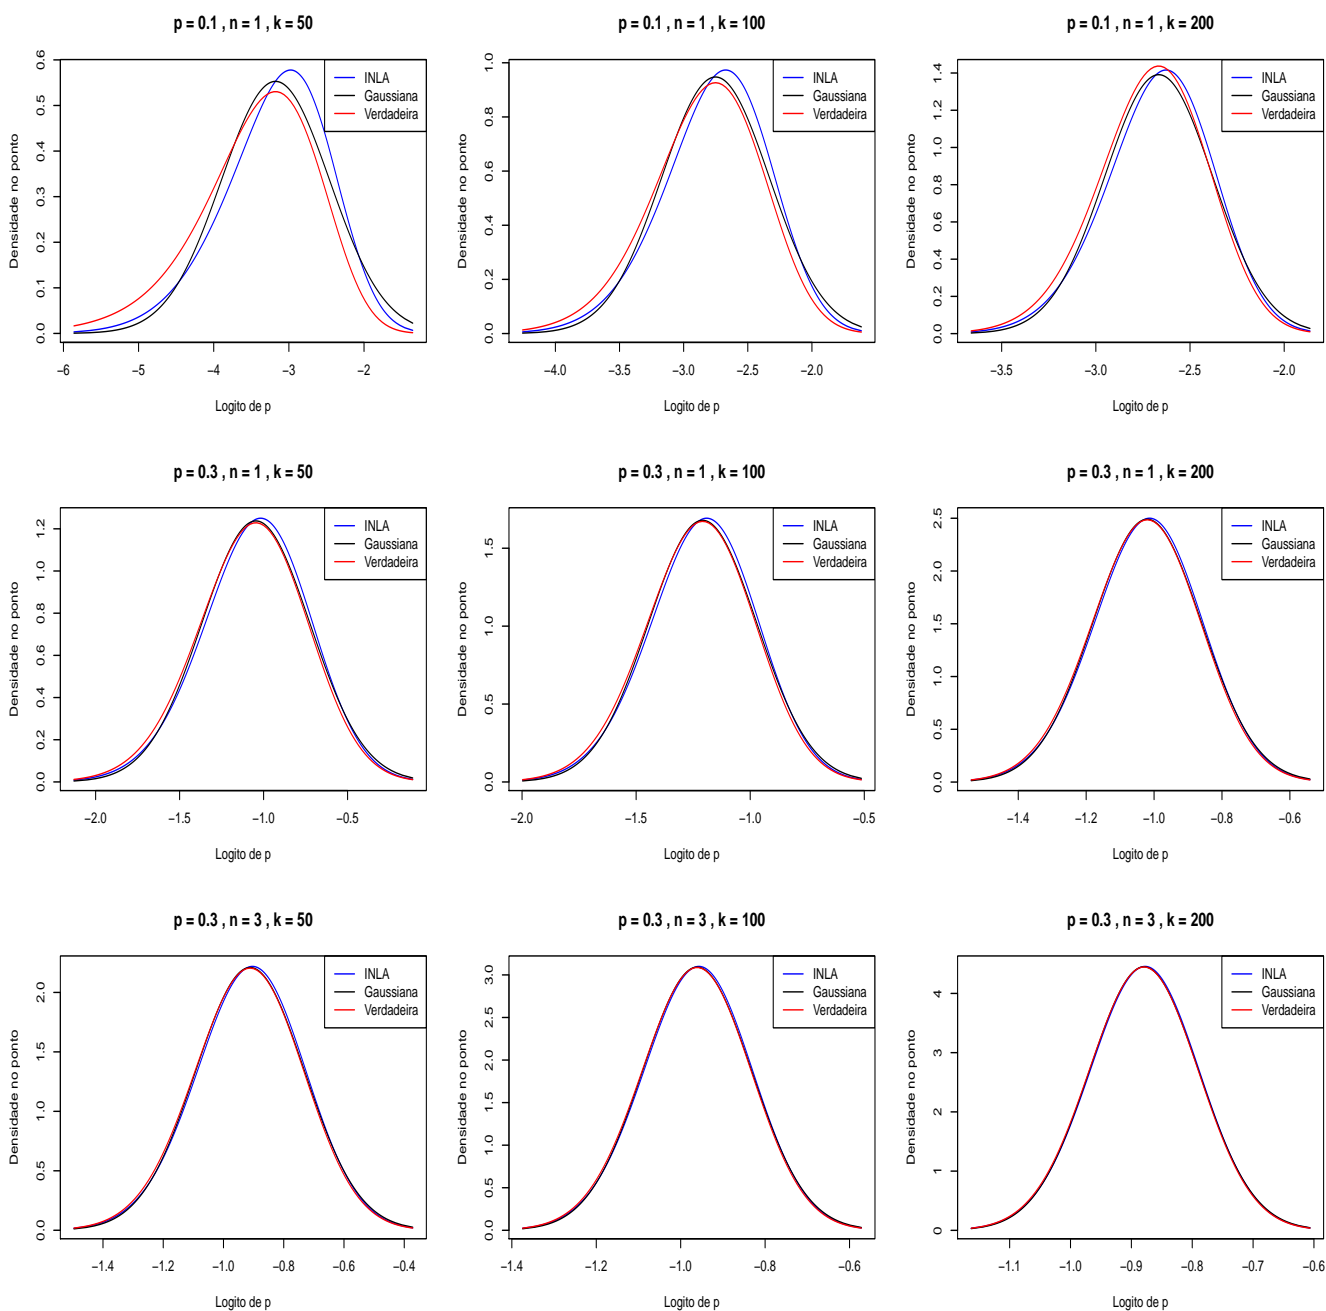 p = 0.1 , n = 1 , k = 50
INLA
Gaussiana
Verdadeira
Densidade no ponto
0.0 0.1 0.2 0.3 0.4 0.5 0.6
−6 −5 −4 −3 −2
Logito de p
p = 0.1 , n = 1 , k = 100
INLA
Gaussiana
Verdadeira
Densidade no ponto
0.0 0.2 0.4 0.6 0.8 1.0
−4.0 −3.5 −3.0 −2.5 −2.0
Logito de p
p = 0.1 , n = 1 , k = 200
INLA
Gaussiana
Verdadeira
Densidade no ponto
0.0 0.2 0.4 0.6 0.8 1.0 1.2 1.4
−3.5 −3.0 −2.5 −2.0
Logito de p
p = 0.3 , n = 1 , k = 50
INLA
Gaussiana
Verdadeira
Densidade no ponto
0.0 0.2 0.4 0.6 0.8 1.0 1.2
−2.0 −1.5 −1.0 −0.5
Logito de p
p = 0.3 , n = 1 , k = 100
INLA
Gaussiana
Verdadeira
Densidade no ponto
0.0 0.5 1.0 1.5
−2.0 −1.5 −1.0 −0.5
Logito de p
p = 0.3 , n = 1 , k = 200
INLA
Gaussiana
Verdadeira
Densidade no ponto
0.0 0.5 1.0 1.5 2.0 2.5
−1.4 −1.2 −1.0 −0.8 −0.6
Logito de p
p = 0.3 , n = 3 , k = 50
INLA
Gaussiana
Verdadeira
Densidade no ponto
0.0 0.5 1.0 1.5 2.0
−1.4 −1.2 −1.0 −0.8 −0.6 −0.4
Logito de p
p = 0.3 , n = 3 , k = 100
INLA
Gaussiana
Verdadeira
Densidade no ponto
0.0 0.5 1.0 1.5 2.0 2.5 3.0
−1.4 −1.2 −1.0 −0.8 −0.6
Logito de p
p = 0.3 , n = 3 , k = 200
INLA
Gaussiana
Verdadeira
Densidade no ponto
0 1 2 3 4
−1.1 −1.0 −0.9 −0.8 −0.7 −0.6
Logito de p